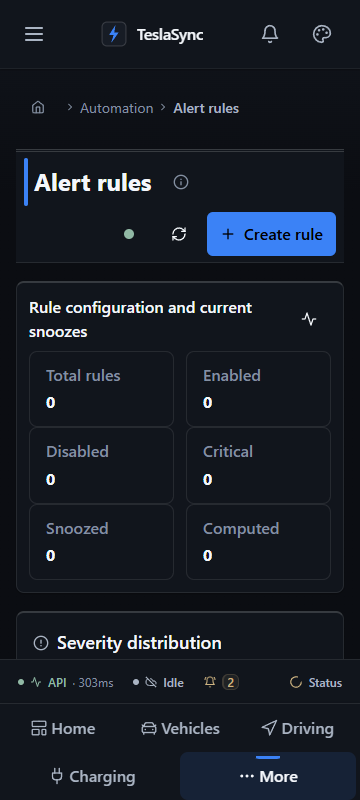 TeslaSync
Automation Alert rules
Alert rules
Create rule
Rule configuration and current
snoozes
Total rules
0
Enabled
0
Disabled
0
Critical
0
Snoozed
0
Computed
0
Severity distribution
API · 303ms Idle 2 Status
Home Vehicles Driving
Charging More